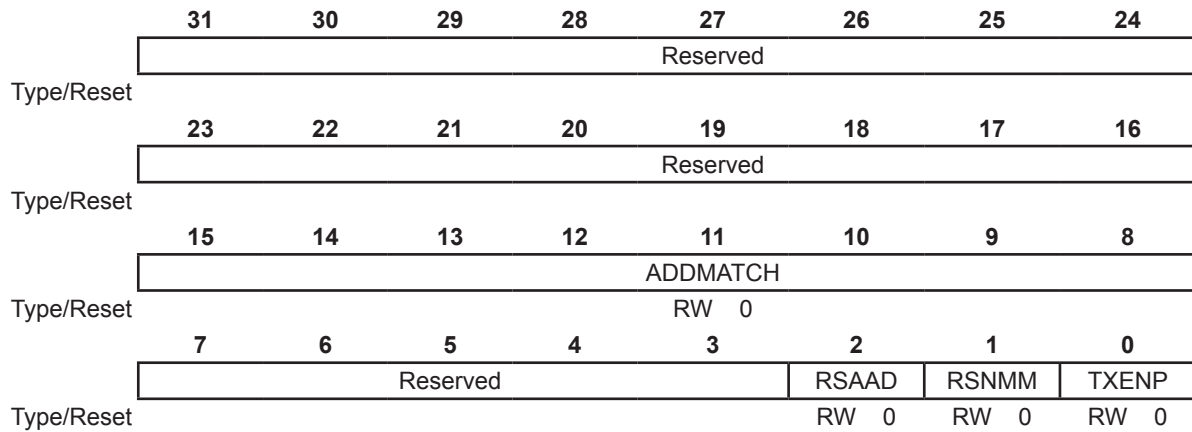 31 30 29 28 27 26 25 24
Reserved
Type/Reset
23 22 21 20 19 18 17 16
Reserved
Type/Reset
15 14 13 12 11 10 9 8
ADDMATCH
Type/Reset RW 0
7 6 5 4 3 2 1 0
Reserved RSAAD RSNMM TXENP
Type/Reset RW 0 RW 0 RW 0